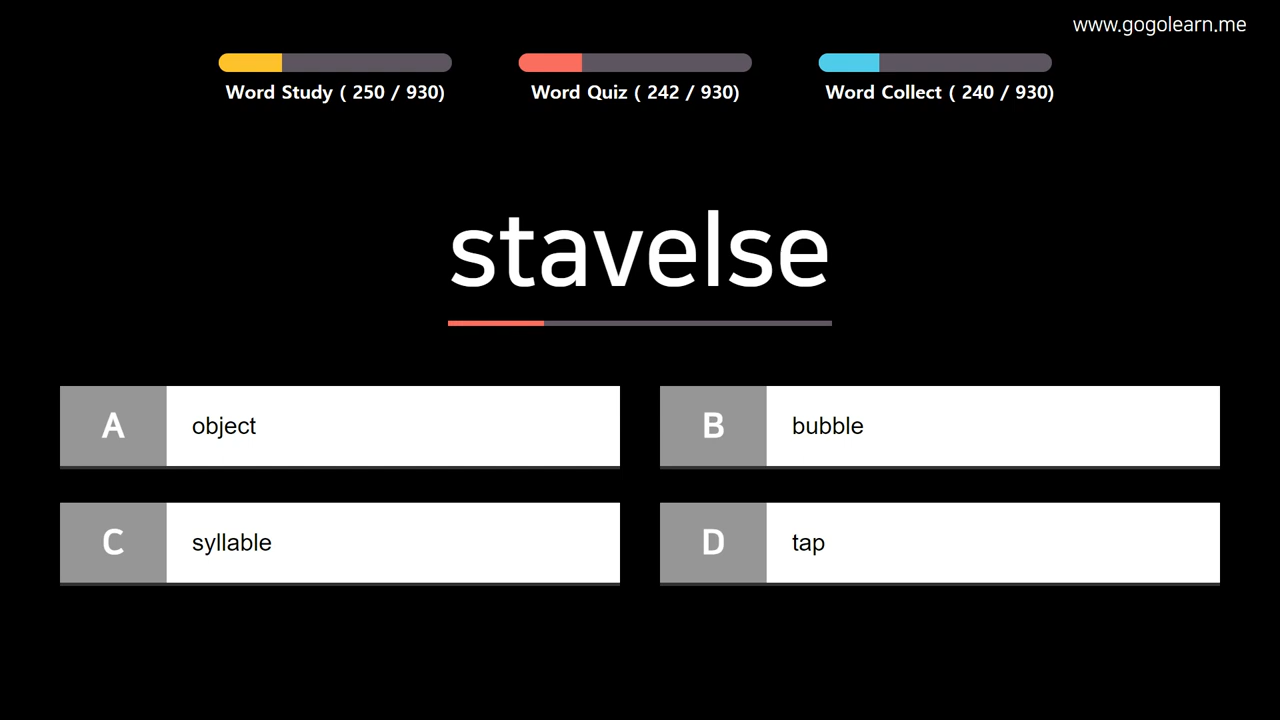 www.gogolearn.me
Word Study ( 250 / 930)
Word Quiz ( 242 / 930)
Word Collect ( 240 / 930)
stavelse
A object
B bubble
C syllable
D tap